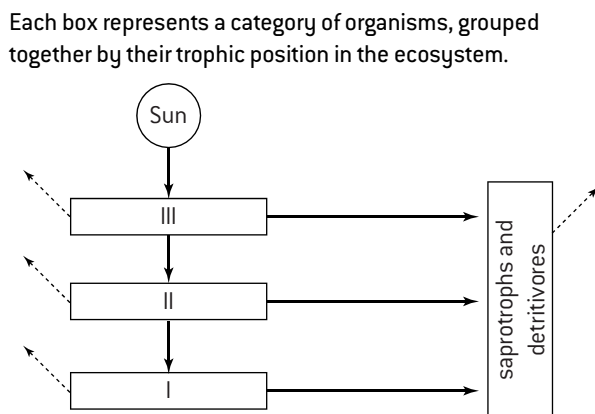 Each box represents a category of organisms, grouped
together by their trophic position in the ecosystem.
Sun
III
II
I
saprotrophs and
detritivores